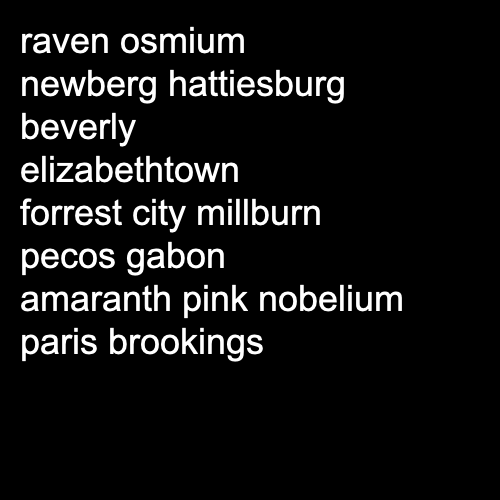 raven osmium
newberg hattiesburg
beverly
elizabethtown
forrest city millburn
pecos gabon
amaranth pink nobelium
paris brookings